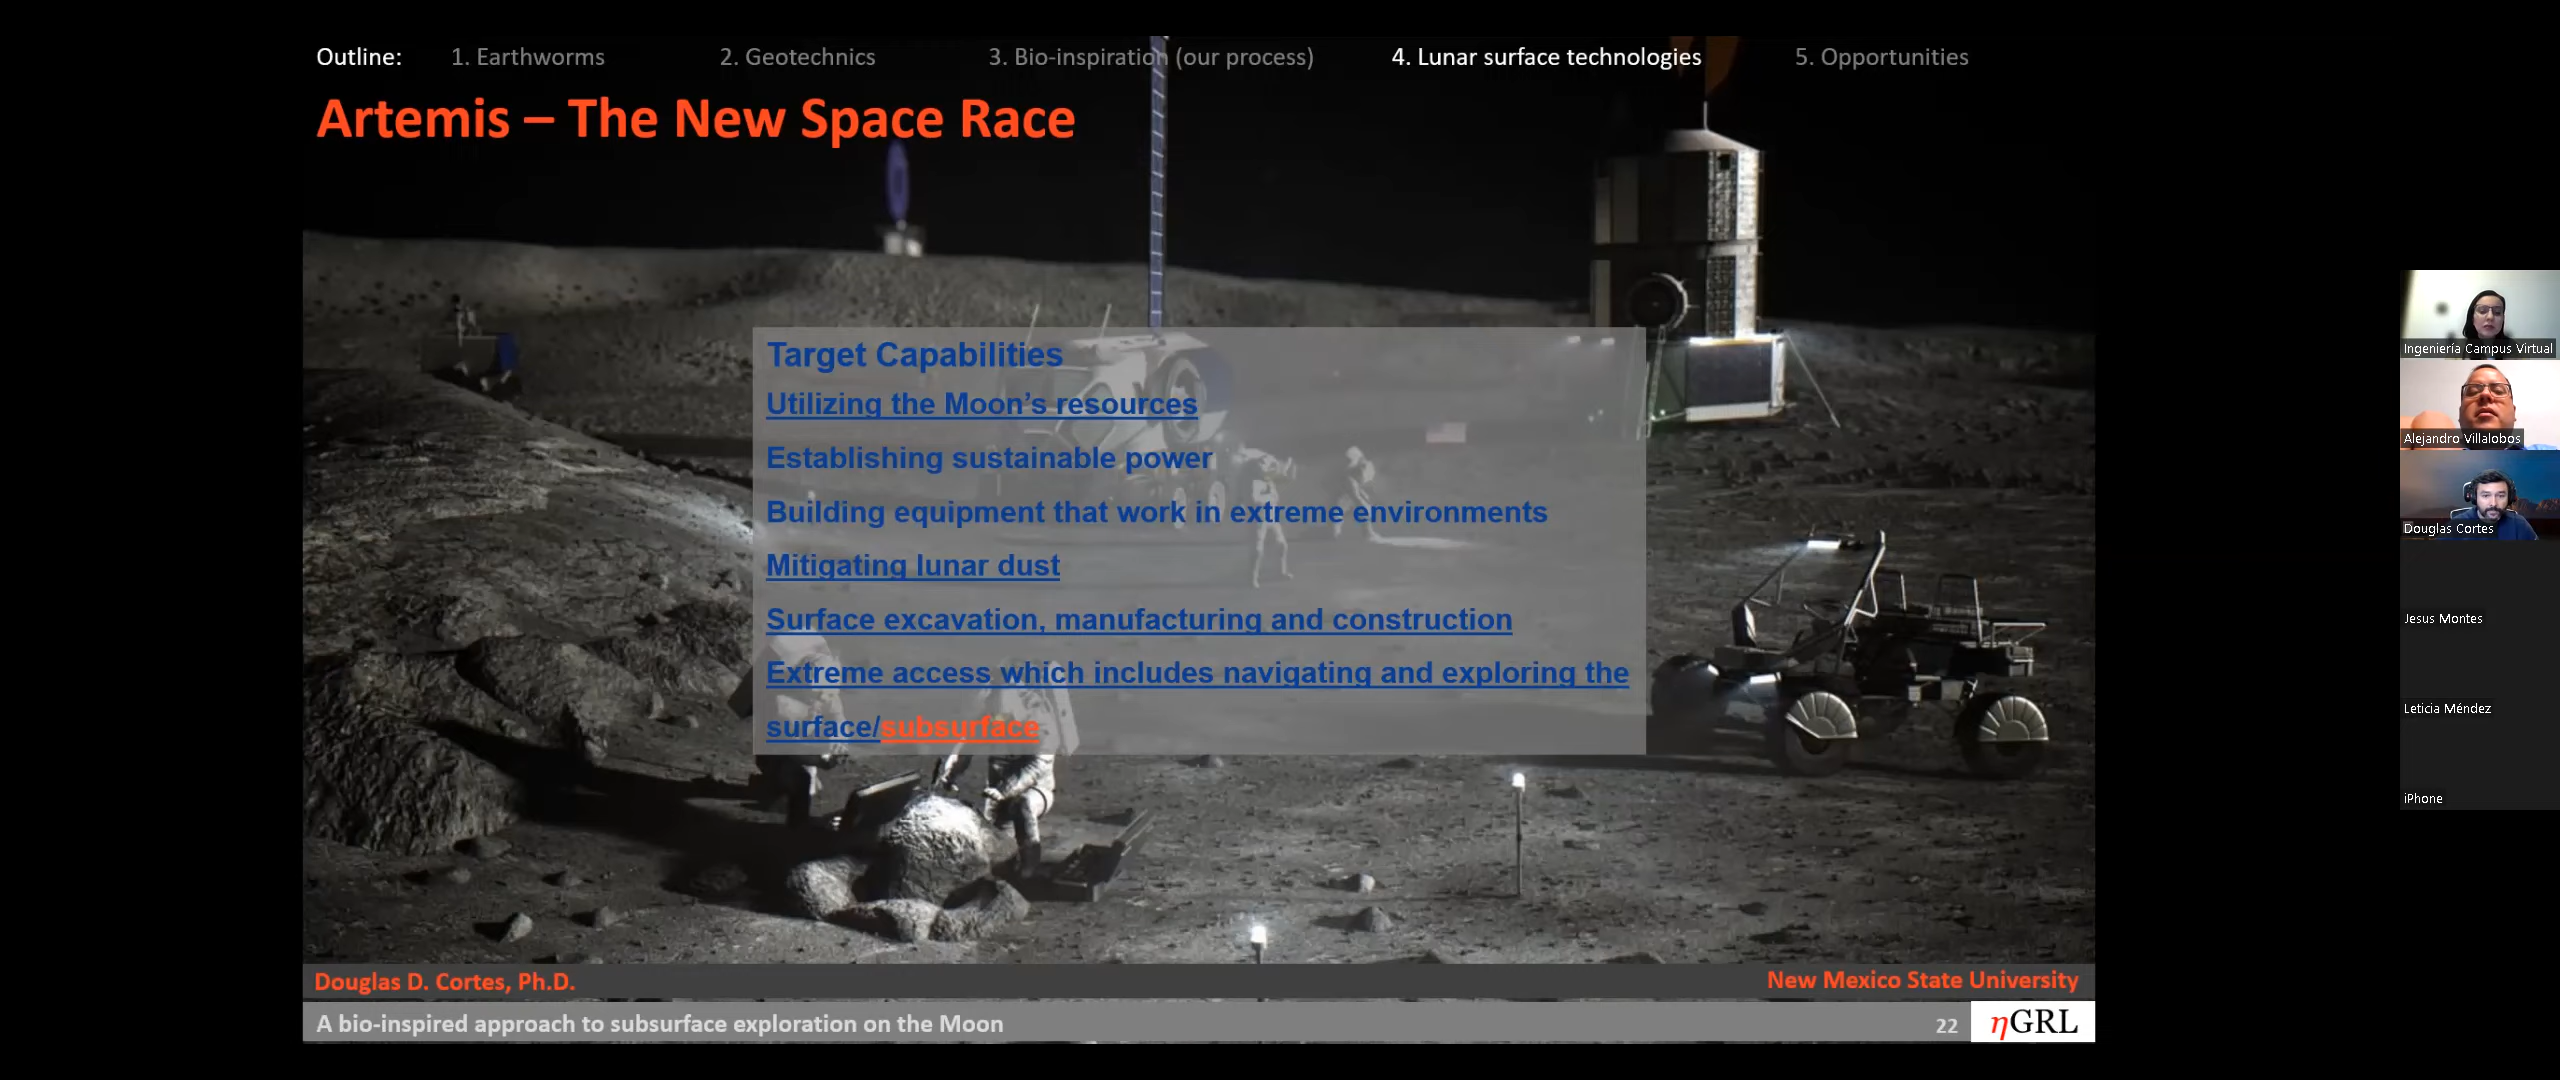 Outline: 1. Earthworms 2. Geotechnics 3. Bio-inspiration (our process) 4. Lunar surface technologies 5. Opportunities
Artemis – The New Space Race
Target Capabilities
Utilizing the Moon's resources
Establishing sustainable power
Building equipment that work in extreme environments
Mitigating lunar dust
Surface excavation, manufacturing and construction
Extreme access which includes navigating and exploring the
surface/subsurface
Douglas D. Cortes, Ph.D. New Mexico State University
A bio-inspired approach to subsurface exploration on the Moon 22 ηGRL
Ingeniería Campus Virtual
Alejandro Villalobos
Douglas Cortes
Jesus Montes
Leticia Méndez
iPhone